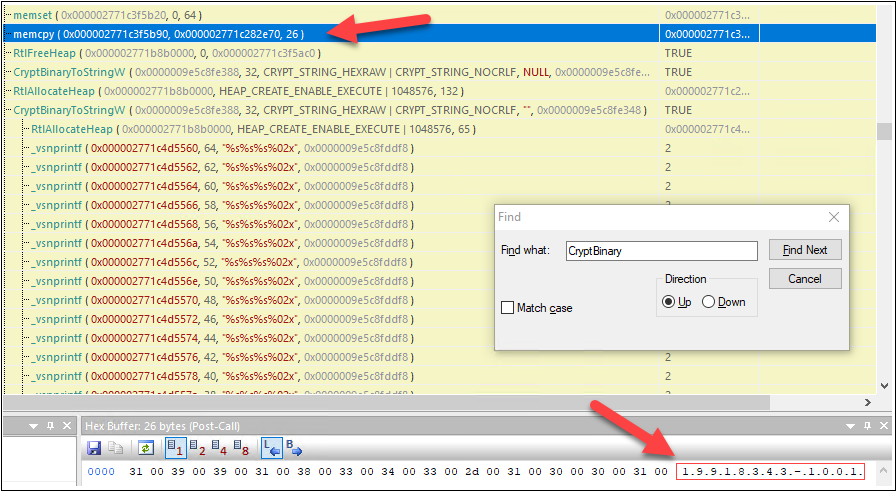 memset ( 0x000002771c3f5b20, 0, 64 ) 0x000002771c3...
memcpy ( 0x000002771c3f5b90, 0x000002771c282e70, 26 ) 0x000002771c3...
RtlFreeHeap ( 0x000002771b8b0000, 0, 0x000002771c3f5ac0 ) TRUE
CryptBinaryToStringW ( 0x0000009e5c8fe388, 32, CRYPT_STRING_HEXRAW | CRYPT_STRING_NOCRLF, NULL, 0x0000009e5c8fe... TRUE
RtlAllocateHeap ( 0x000002771b8b0000, HEAP_CREATE_ENABLE_EXECUTE | 1048576, 132 ) 0x000002771c2...
CryptBinaryToStringW ( 0x0000009e5c8fe388, 32, CRYPT_STRING_HEXRAW | CRYPT_STRING_NOCRLF, "", 0x0000009e5c8fe348 ) TRUE
RtlAllocateHeap ( 0x000002771b8b0000, HEAP_CREATE_ENABLE_EXECUTE | 1048576, 65 ) 0x000002771c4...
_vsnprintf ( 0x000002771c4d5560, 64, "%s%s%s%02x", 0x0000009e5c8fddf8 ) 2
_vsnprintf ( 0x000002771c4d5562, 62, "%s%s%s%02x", 0x0000009e5c8fddf8 ) 2
_vsnprintf ( 0x000002771c4d5564, 60, "%s%s%s%02x", 0x0000009e5c8fddf8 ) 2
_vsnprintf ( 0x000002771c4d5566, 58, "%s%s%s%02x", 0x0000009e5c8fddf8 )
_vsnprintf ( 0x000002771c4d5568, 56, "%s%s%s%02x", 0x0000009e5c8fddf8 )
_vsnprintf ( 0x000002771c4d556a, 54, "%s%s%s%02x", 0x0000009e5c8fddf8 )
_vsnprintf ( 0x000002771c4d556c, 52, "%s%s%s%02x", 0x0000009e5c8fddf8 )
_vsnprintf ( 0x000002771c4d556e, 50, "%s%s%s%02x", 0x0000009e5c8fddf8 )
_vsnprintf ( 0x000002771c4d5570, 48, "%s%s%s%02x", 0x0000009e5c8fddf8 )
_vsnprintf ( 0x000002771c4d5572, 46, "%s%s%s%02x", 0x0000009e5c8fddf8 )
_vsnprintf ( 0x000002771c4d5574, 44, "%s%s%s%02x", 0x0000009e5c8fddf8 )
_vsnprintf ( 0x000002771c4d5576, 42, "%s%s%s%02x", 0x0000009e5c8fddf8 ) 2
_vsnprintf ( 0x000002771c4d5578, 40, "%s%s%s%02x", 0x0000009e5c8fddf8 ) 2
Find
Find what: CryptBinary Find Next
Direction Cancel
Up Down
Match case
Hex Buffer: 26 bytes (Post-Call)
1 2 4 8 L B
0000 31 00 39 00 39 00 31 00 38 00 33 00 34 00 33 00 2d 00 31 00 30 00 30 00 31 00 1.9.9.1.8.3.4.3.-.1.0.0.1.